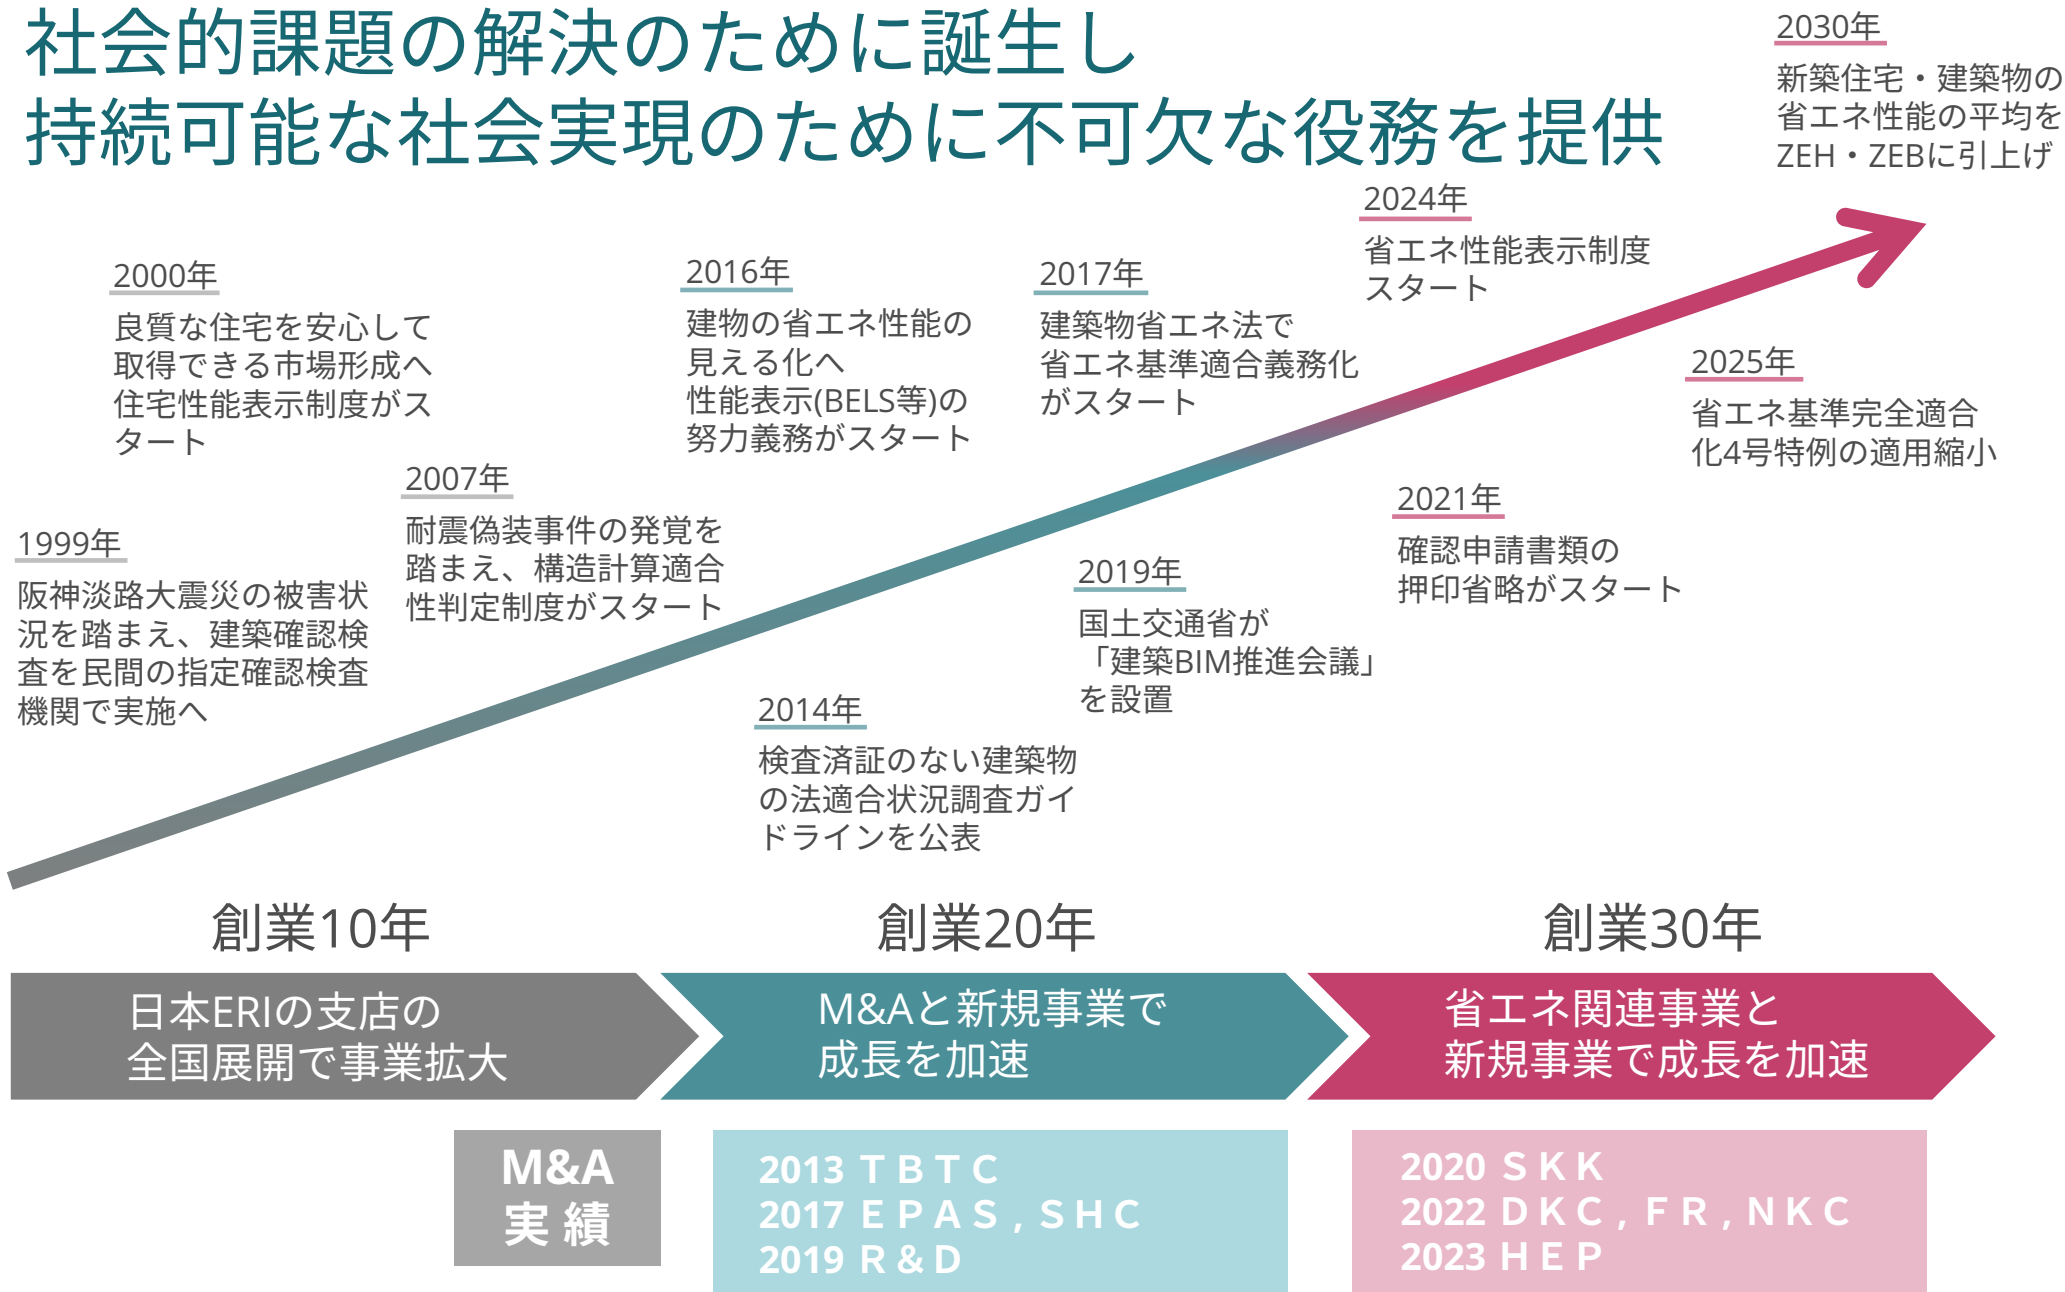 社会的課題の解決のために誕生し
持続可能な社会実現のために不可欠な役務を提供
2030年
新築住宅・建築物の
省エネ性能の平均を
ZEH・ZEBに引上げ
2024年
省エネ性能表示制度
スタート
2000年
良質な住宅を安心して
取得できる市場形成へ
住宅性能表示制度がス
タート
2016年
建物の省エネ性能の
見える化へ
性能表示(BELS等)の
努力義務がスタート
2017年
建築物省エネ法で
省エネ基準適合義務化
がスタート
2025年
省エネ基準完全適合
化4号特例の適用縮小
2007年
耐震偽装事件の発覚を
踏まえ、構造計算適合
性判定制度がスタート
2021年
確認申請書類の
押印省略がスタート
1999年
阪神淡路大震災の被害状
況を踏まえ、建築確認検
査を民間の指定確認検査
機関で実施へ
2019年
国土交通省が
「建築BIM推進会議」
を設置
2014年
検査済証のない建築物
の法適合状況調査ガイ
ドラインを公表
創業10年
創業20年
創業30年
日本ERIの支店の
全国展開で事業拡大
M&Aと新規事業で
成長を加速
省エネ関連事業と
新規事業で成長を加速
M&A
実 績
2013 ＴＢＴＣ
2017 ＥＰＡＳ，ＳＨＣ
2019 Ｒ＆Ｄ
2020 ＳＫＫ
2022 ＤＫＣ，ＦＲ，ＮＫＣ
2023 ＨＥＰ